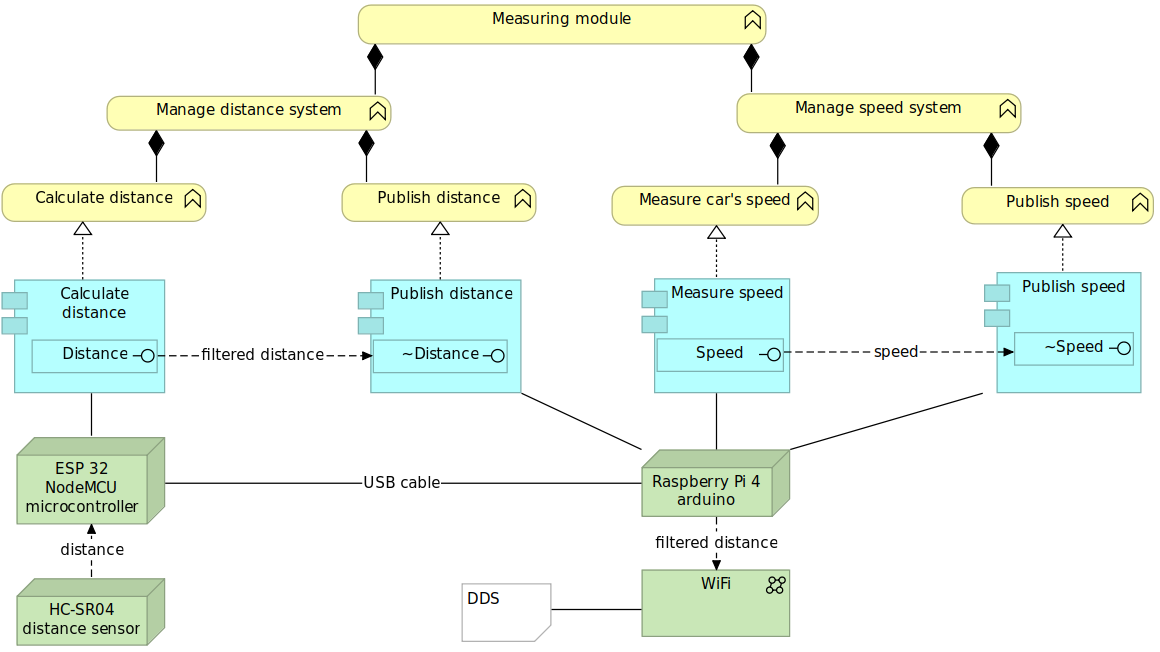 Measuring module
Manage distance system
Manage speed system
Calculate distance
Publish distance
Measure car's speed
Publish speed
Calculate
distance
Publish distance
Measure speed
Publish speed
Distance
filtered distance
~Distance
Speed
speed
~Speed
ESP 32
NodeMCU
microcontroller
USB cable
Raspberry Pi 4
arduino
distance
filtered distance
HC-SR04
distance sensor
DDS
WiFi